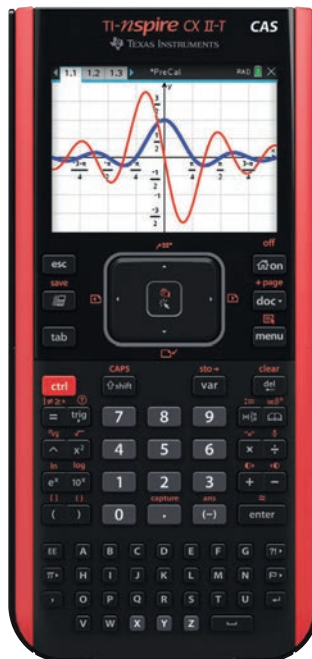 TI-nspire CX II-T CAS
TEXAS INSTRUMENTS
1.1 1.2 1.3 *PreCal RAD
off
esc on
save +page
doc
tab menu
CAPS sto→ clear
ctrl shift var del
= trig 7 8 9
^ x² 4 5 6 × ÷
ln log
eˣ 10ˣ 1 2 3 + −
capture ans
( ) 0 . (−) enter
EE A B C D E F G ?!
π H I J K L M N
, O P Q R S T U
V W X Y Z